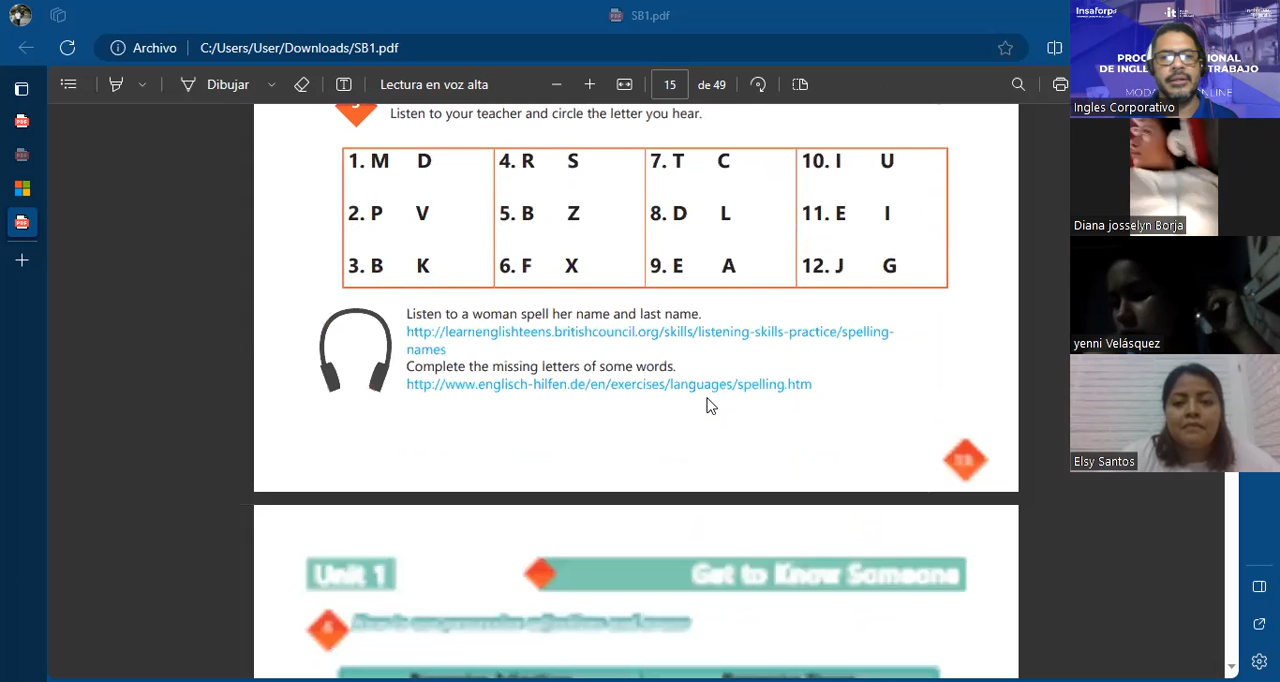 SB1.pdf
Archivo C:/Users/User/Downloads/SB1.pdf
Dibujar Lectura en voz alta 15 de 49
Listen to your teacher and circle the letter you hear.
1. M D 4. R S 7. T C 10. I U
2. P V 5. B Z 8. D L 11. E I
3. B K 6. F X 9. E A 12. J G
Listen to a woman spell her name and last name.
http://learnenglishteens.britishcouncil.org/skills/listening-skills-practice/spelling-
names
Complete the missing letters of some words.
http://www.englisch-hilfen.de/en/exercises/languages/spelling.htm
Unit 1 Get to Know Someone
Insaforp
Ingles Corporativo
Diana josselyn Borja
yenni Velásquez
Elsy Santos